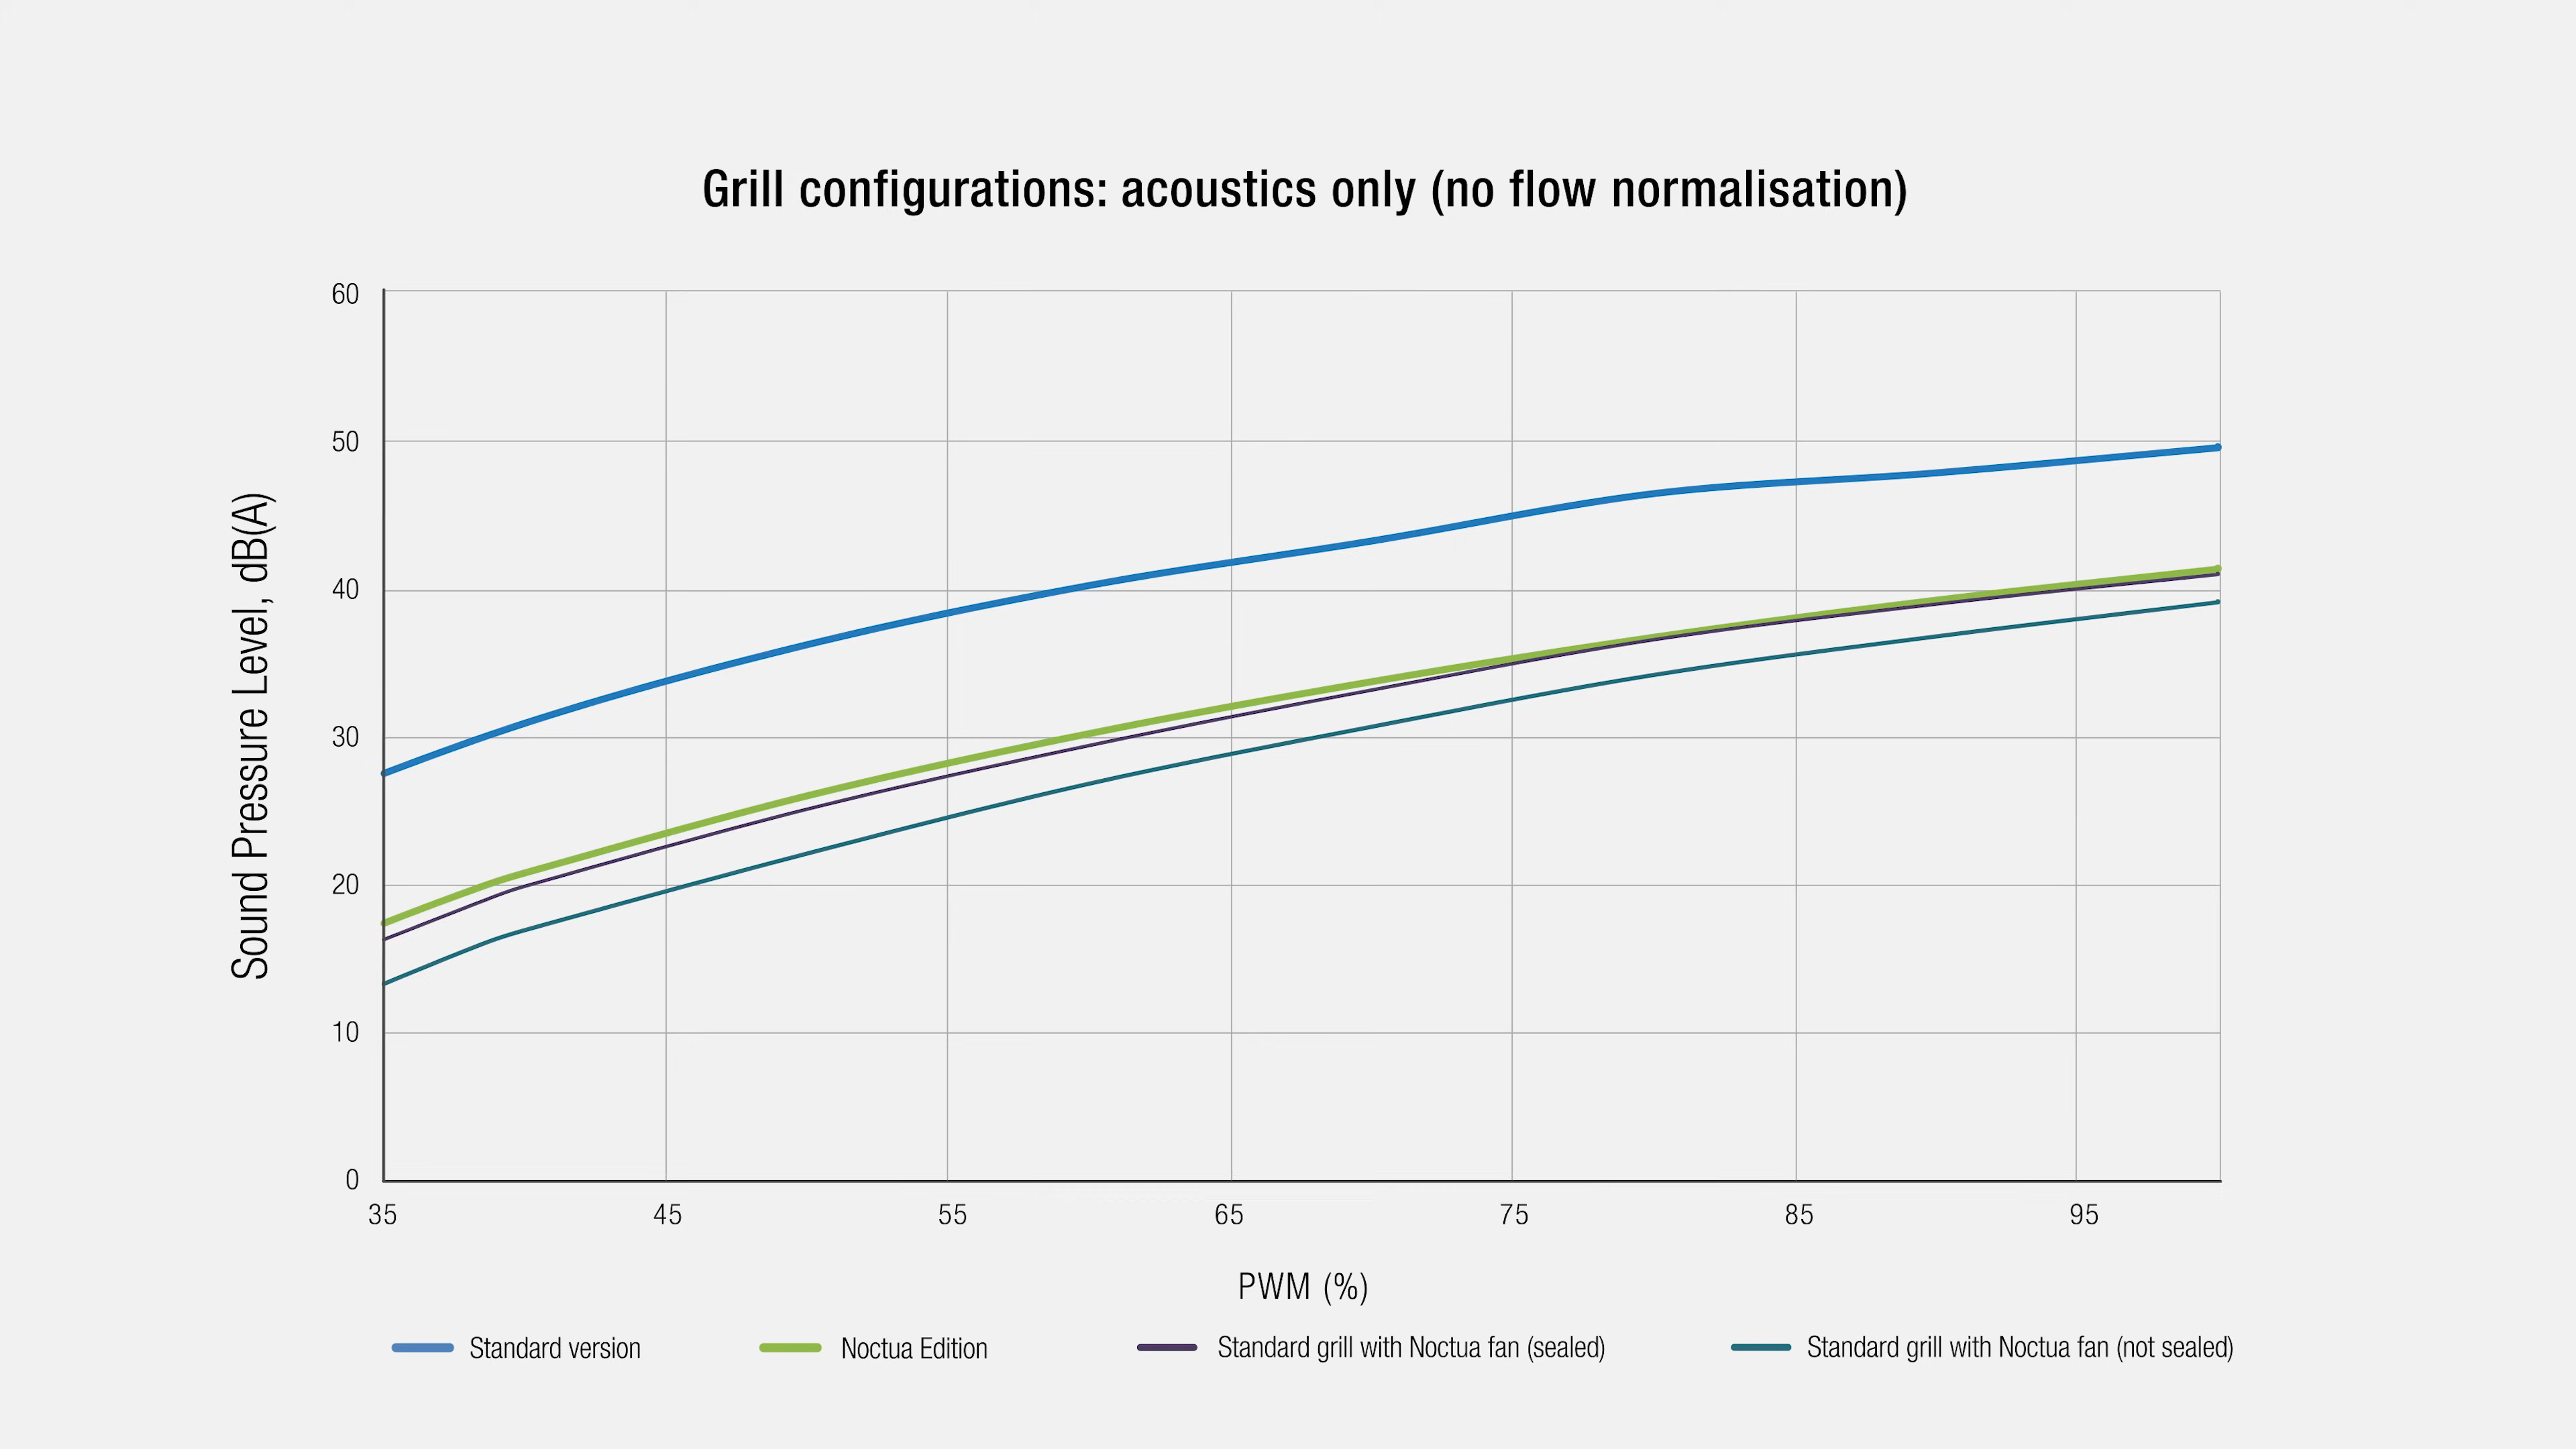 Grill configurations: acoustics only (no flow normalisation)
Sound Pressure Level, dB(A)
60
50
40
30
20
10
0
35 45 55 65 75 85 95
PWM (%)
Standard version Noctua Edition Standard grill with Noctua fan (sealed) Standard grill with Noctua fan (not sealed)